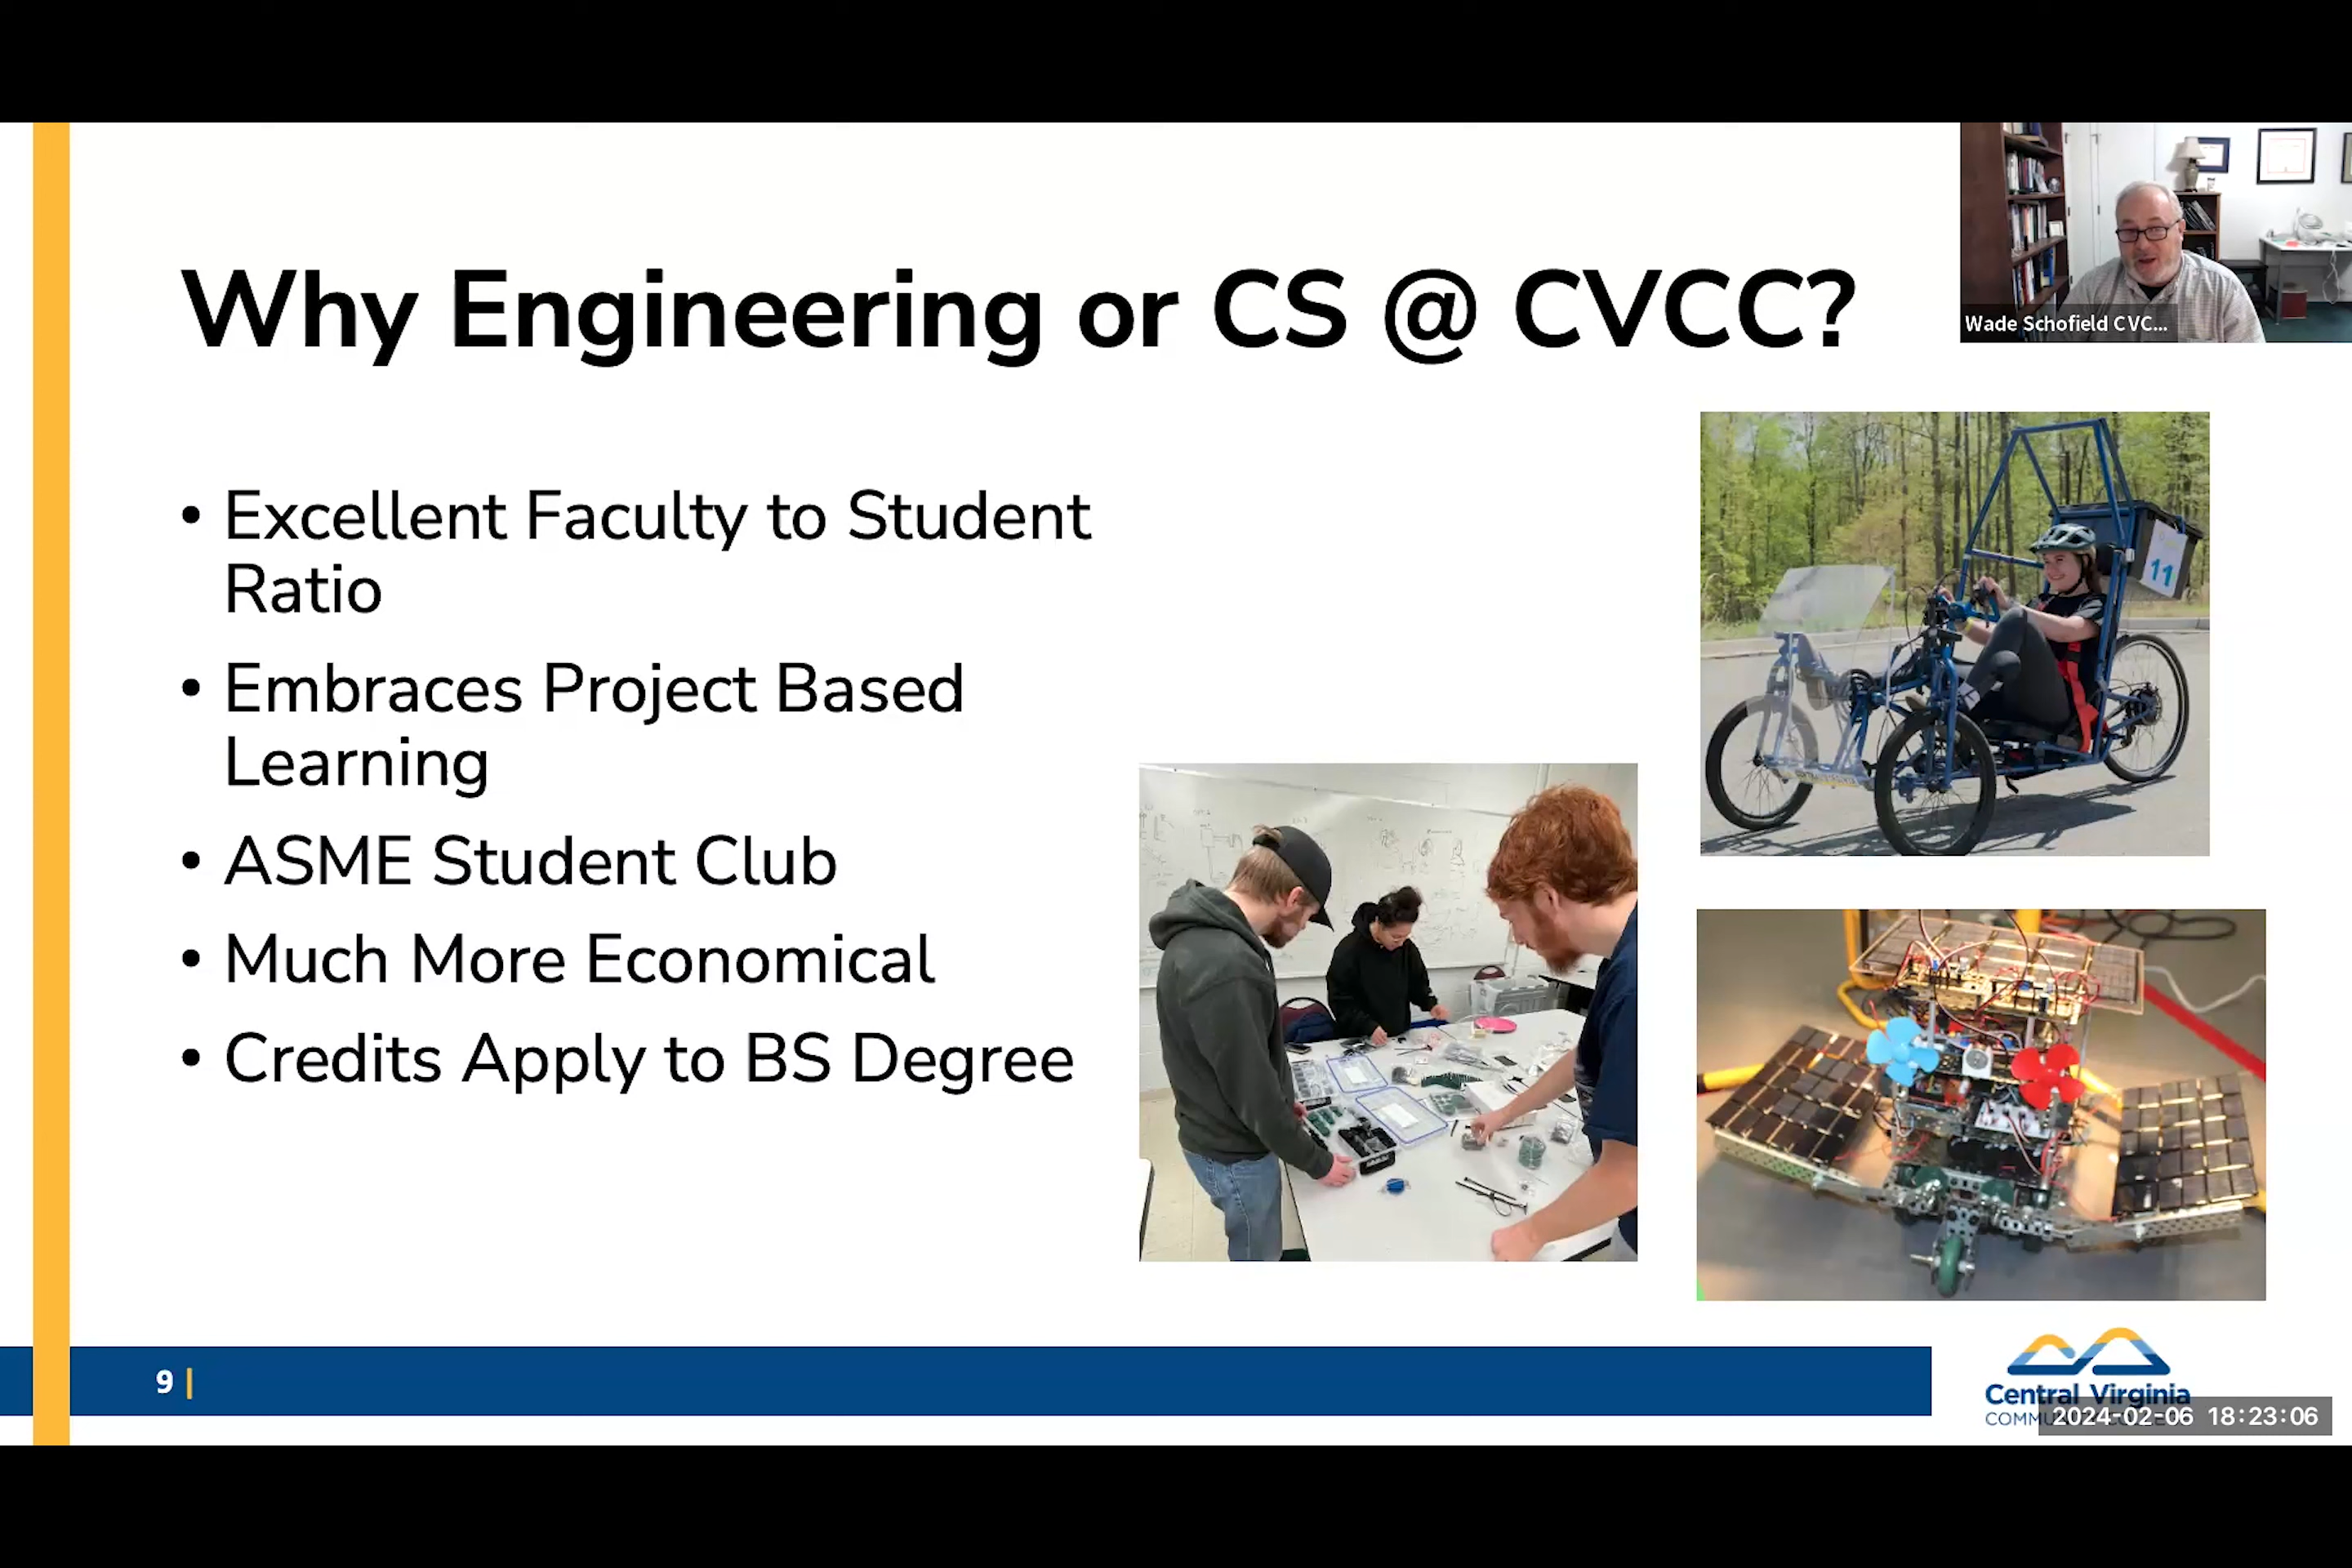 Why Engineering or CS @ CVCC?
Wade Schofield CVC...
• Excellent Faculty to Student
Ratio
• Embraces Project Based
Learning
• ASME Student Club
• Much More Economical
• Credits Apply to BS Degree
11
9 |
Central Virginia
2024-02-06 18:23:06